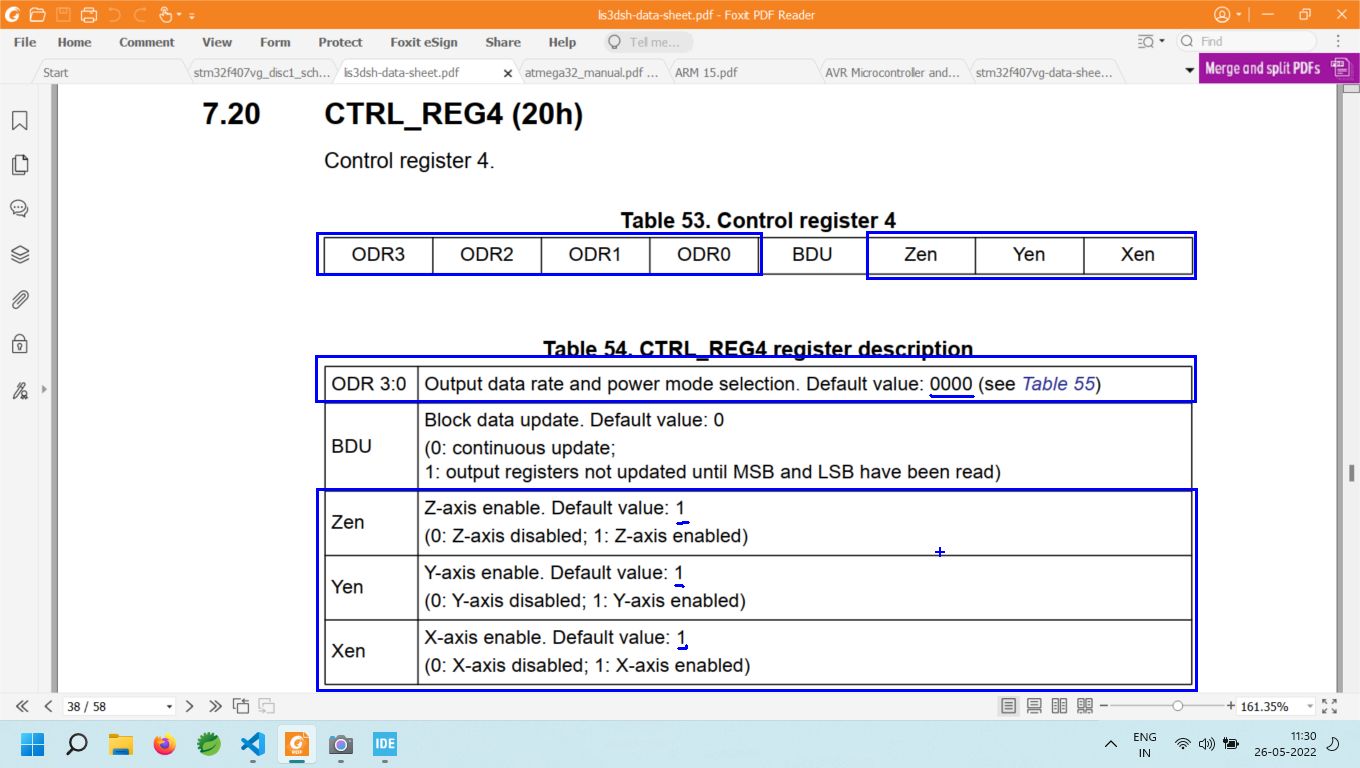 lis3dsh-data-sheet.pdf - Foxit PDF Reader
File Home Comment View Form Protect Foxit eSign Share Help Tell me... Find
Start stm32f407vg_disc1_sch... lis3dsh-data-sheet.pdf atmega32_manual.pdf ... ARM 15.pdf AVR Microcontroller and... stm32f407vg-data-shee... Merge and split PDFs
7.20 CTRL_REG4 (20h)
Control register 4.
Table 53. Control register 4
ODR3 ODR2 ODR1 ODR0 BDU Zen Yen Xen
Table 54. CTRL_REG4 register description
ODR 3:0 Output data rate and power mode selection. Default value: 0000 (see Table 55)
BDU
Block data update. Default value: 0
(0: continuous update;
1: output registers not updated until MSB and LSB have been read)
Zen
Z-axis enable. Default value: 1
(0: Z-axis disabled; 1: Z-axis enabled)
Yen
Y-axis enable. Default value: 1
(0: Y-axis disabled; 1: Y-axis enabled)
Xen
X-axis enable. Default value: 1
(0: X-axis disabled; 1: X-axis enabled)
38 / 58 161.35%
PDF IDE
ENG
IN
11:30
26-05-2022